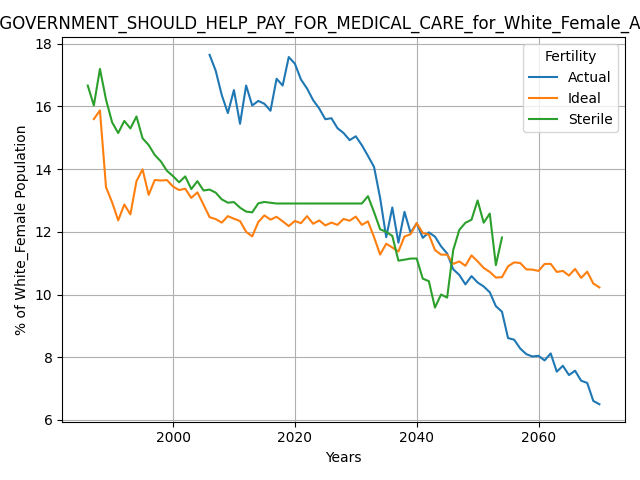 GOVERNMENT_SHOULD_HELP_PAY_FOR_MEDICAL_CARE_for_White_Female_A
18
16
14
12
10
8
6
% of White_Female Population
2000
2020
2040
2060
Years
Fertility
Actual
Ideal
Sterile